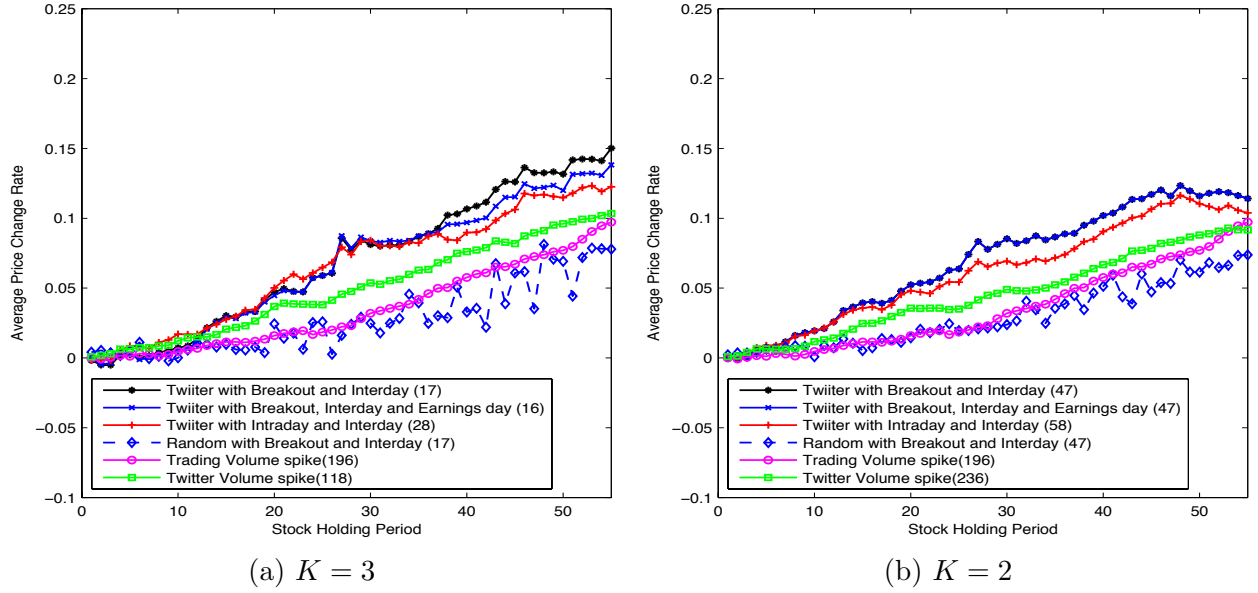 0.25
0.2
0.15
0.1
0.05
0
−0.05
−0.1
Average Price Change Rate
0 10 20 30 40 50
Stock Holding Period
Twiiter with Breakout and Interday (17)
Twiiter with Breakout, Interday and Earnings day (16)
Twiiter with Intraday and Interday (28)
Random with Breakout and Interday (17)
Trading Volume spike(196)
Twitter Volume spike(118)
(a) K = 3
0.25
0.2
0.15
0.1
0.05
0
−0.05
−0.1
Average Price Change Rate
0 10 20 30 40 50
Stock Holding Period
Twiiter with Breakout and Interday (47)
Twiiter with Breakout, Interday and Earnings day (47)
Twiiter with Intraday and Interday (58)
Random with Breakout and Interday (47)
Trading Volume spike(196)
Twitter Volume spike(236)
(b) K = 2